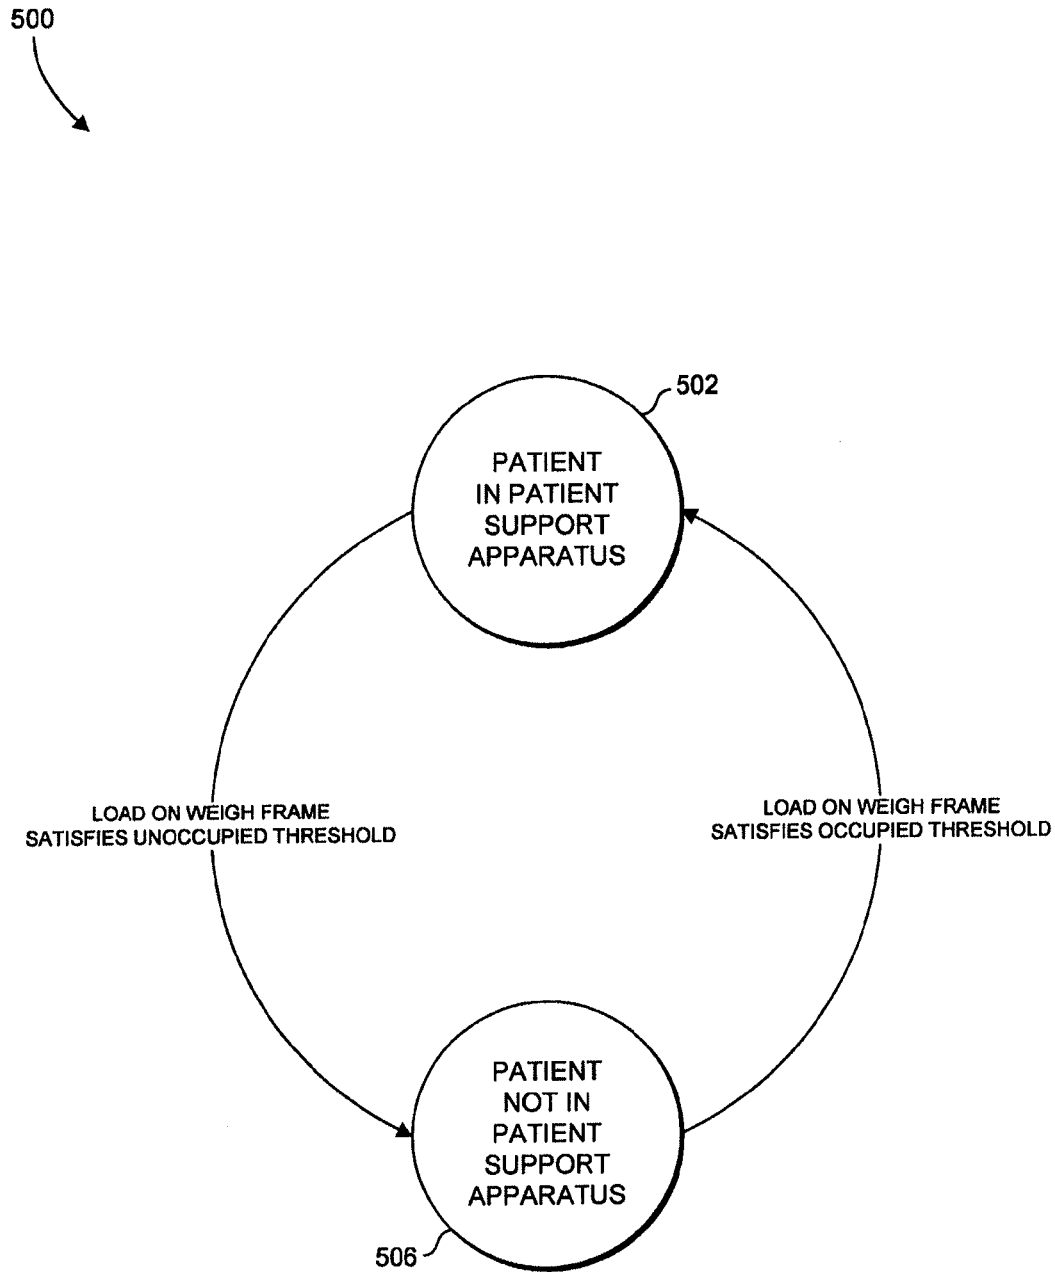 500
502
PATIENT
IN PATIENT
SUPPORT
APPARATUS
LOAD ON WEIGH FRAME
SATISFIES UNOCCUPIED THRESHOLD
LOAD ON WEIGH FRAME
SATISFIES OCCUPIED THRESHOLD
PATIENT
NOT IN
PATIENT
SUPPORT
APPARATUS
506